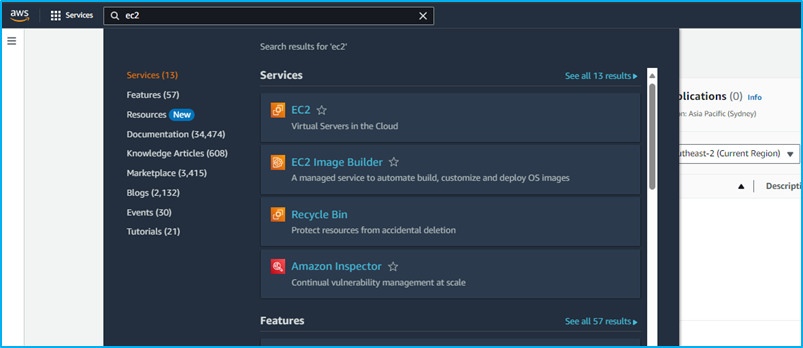 aws
Services
ec2
Search results for 'ec2'
Services (13)
Features (57)
Resources New
Documentation (34,474)
Knowledge Articles (608)
Marketplace (3,415)
Blogs (2,132)
Events (30)
Tutorials (21)
Services
See all 13 results
EC2
Virtual Servers in the Cloud
EC2 Image Builder
A managed service to automate build, customize and deploy OS images
Recycle Bin
Protect resources from accidental deletion
Amazon Inspector
Continual vulnerability management at scale
Features
See all 57 results
plications (0) Info
on: Asia Pacific (Sydney)
utheast-2 (Current Region)
Descripti